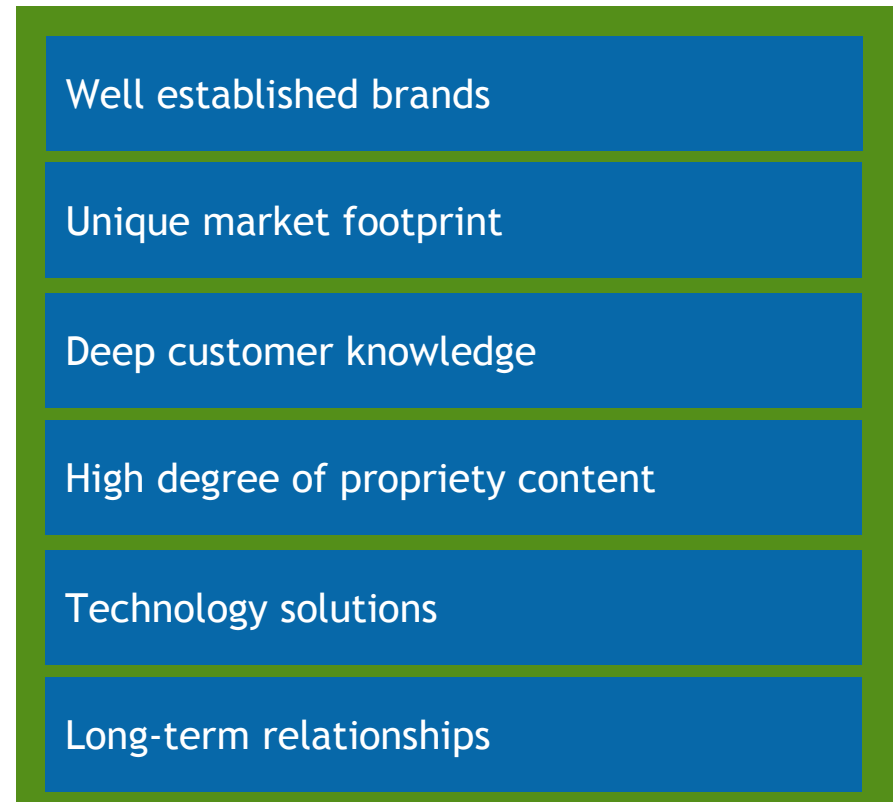 Well established brands
Unique market footprint
Deep customer knowledge
High degree of propriety content
Technology solutions
Long-term relationships